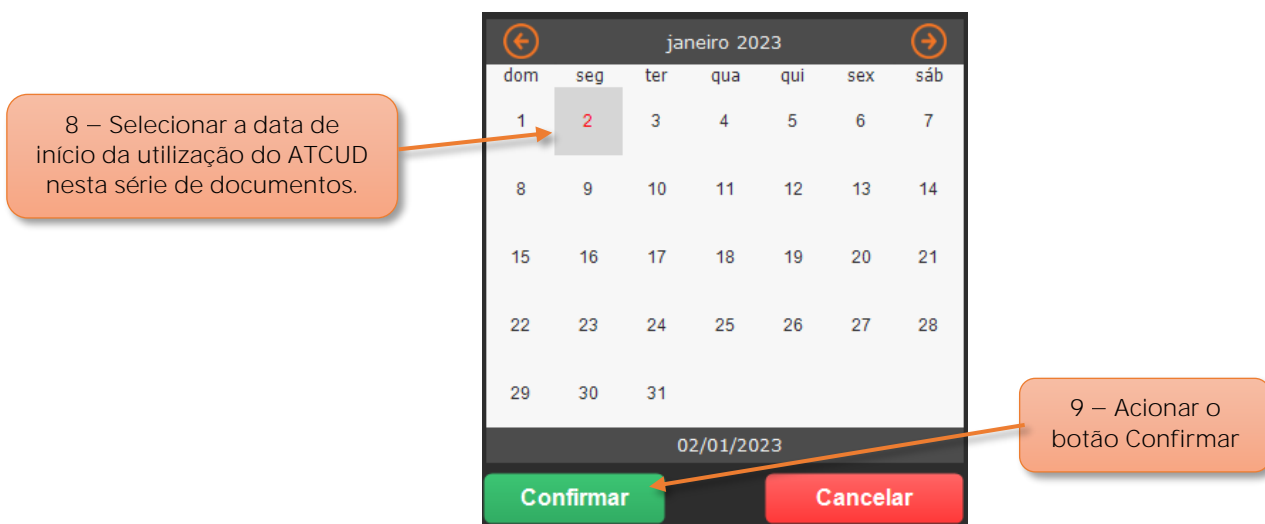 janeiro 2023
dom seg ter qua qui sex sáb
8 – Selecionar a data de
início da utilização do ATCUD
nesta série de documentos.
1 2 3 4 5 6 7
8 9 10 11 12 13 14
15 16 17 18 19 20 21
22 23 24 25 26 27 28
29 30 31
9 – Acionar o
botão Confirmar
02/01/2023
Confirmar Cancelar